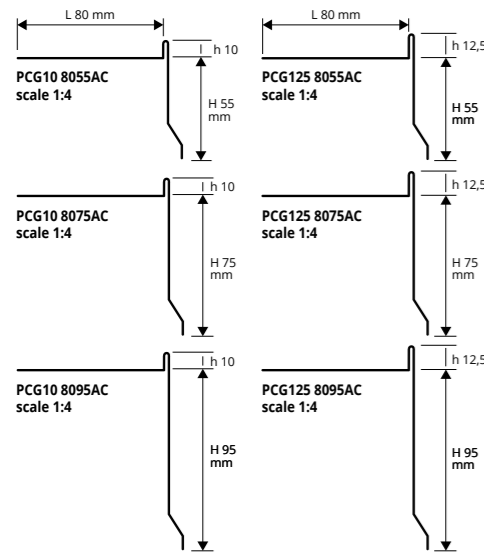 L 80 mm
h 10
PCG10 8055AC
scale 1:4
H 55
mm
L 80 mm
h 12,5
PCG125 8055AC
scale 1:4
H 55
mm
h 10
PCG10 8075AC
scale 1:4
H 75
mm
h 12,5
PCG125 8075AC
scale 1:4
H 75
mm
h 10
PCG10 8095AC
scale 1:4
H 95
mm
h 12,5
PCG125 8095AC
scale 1:4
H 95
mm